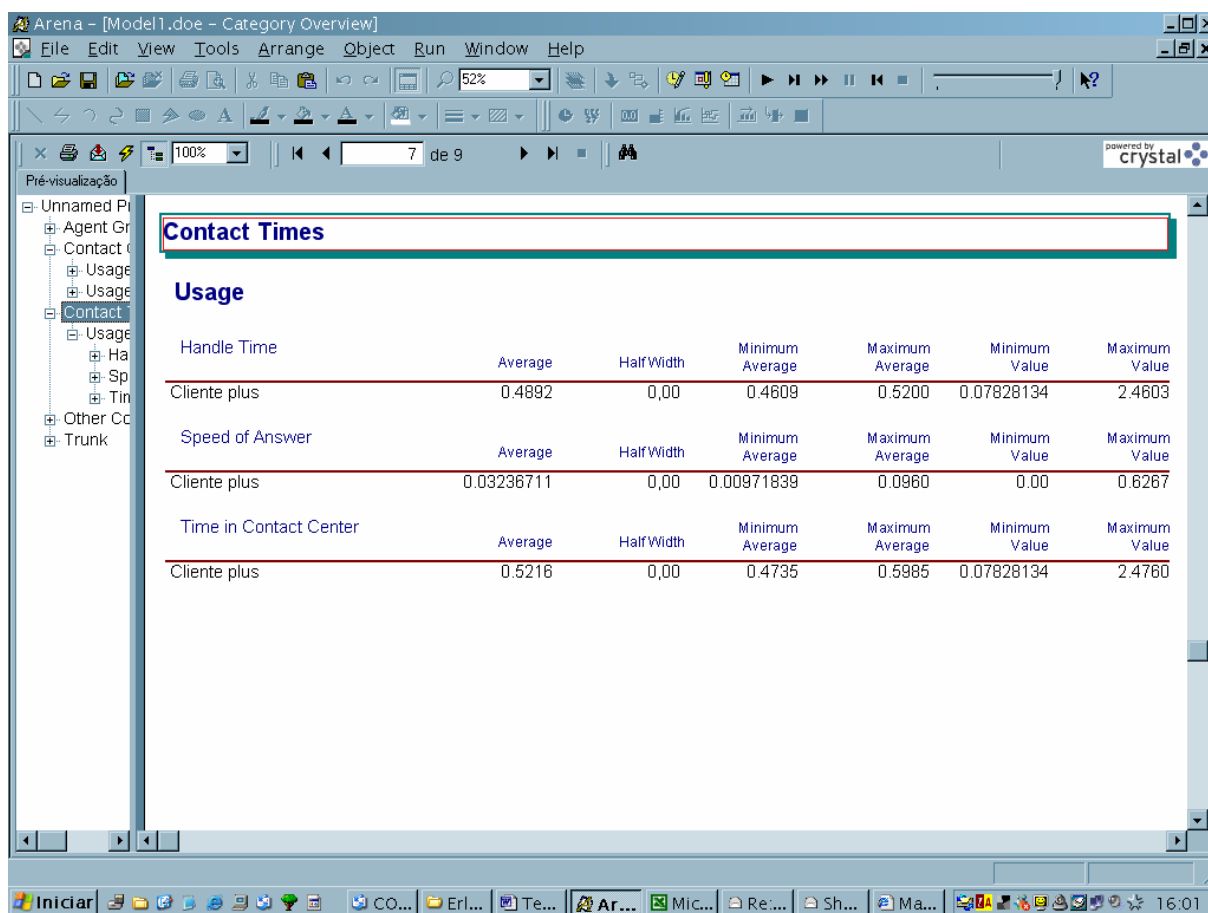 Arena - [Model1.doe - Category Overview]
File Edit View Tools Arrange Object Run Window Help
52%
100% 7 de 9
powered by
crystal
Pré-visualização
Unnamed Pr
Agent Gr
Contact
Usage
Usage
Contact
Usage
Ha
Sp
Tin
Other Co
Trunk
Contact Times
Usage
Handle Time Average Half Width Minimum Average Maximum Average Minimum Value Maximum Value
Cliente plus 0.4892 0,00 0.4609 0.5200 0.07828134 2.4603
Speed of Answer Average Half Width Minimum Average Maximum Average Minimum Value Maximum Value
Cliente plus 0.03236711 0,00 0.00971839 0.0960 0.00 0.6267
Time in Contact Center Average Half Width Minimum Average Maximum Average Minimum Value Maximum Value
Cliente plus 0.5216 0,00 0.4735 0.5985 0.07828134 2.4760
Iniciar CO... Erl... Te... Ar... Mic... Re:... Sh... Ma... 16:01